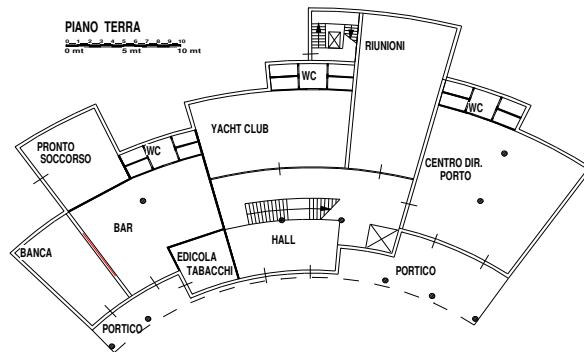 PIANO TERRA
0 1 2 3 4 5 6 7 8 9 10
0 mt 5 mt 10 mt
RIUNIONI
WC
WC
YACHT CLUB
WC
PRONTO
SOCCORSO
CENTRO DIR.
PORTO
BAR
HALL
BANCA
EDICOLA
TABACCHI
PORTICO
PORTICO